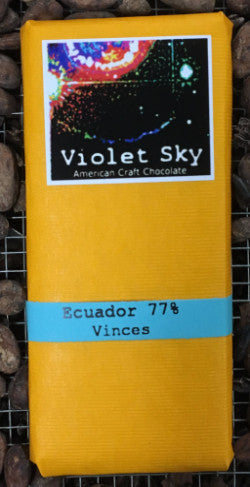 Violet Sky
American Craft Chocolate
Ecuador 77%
Vinces